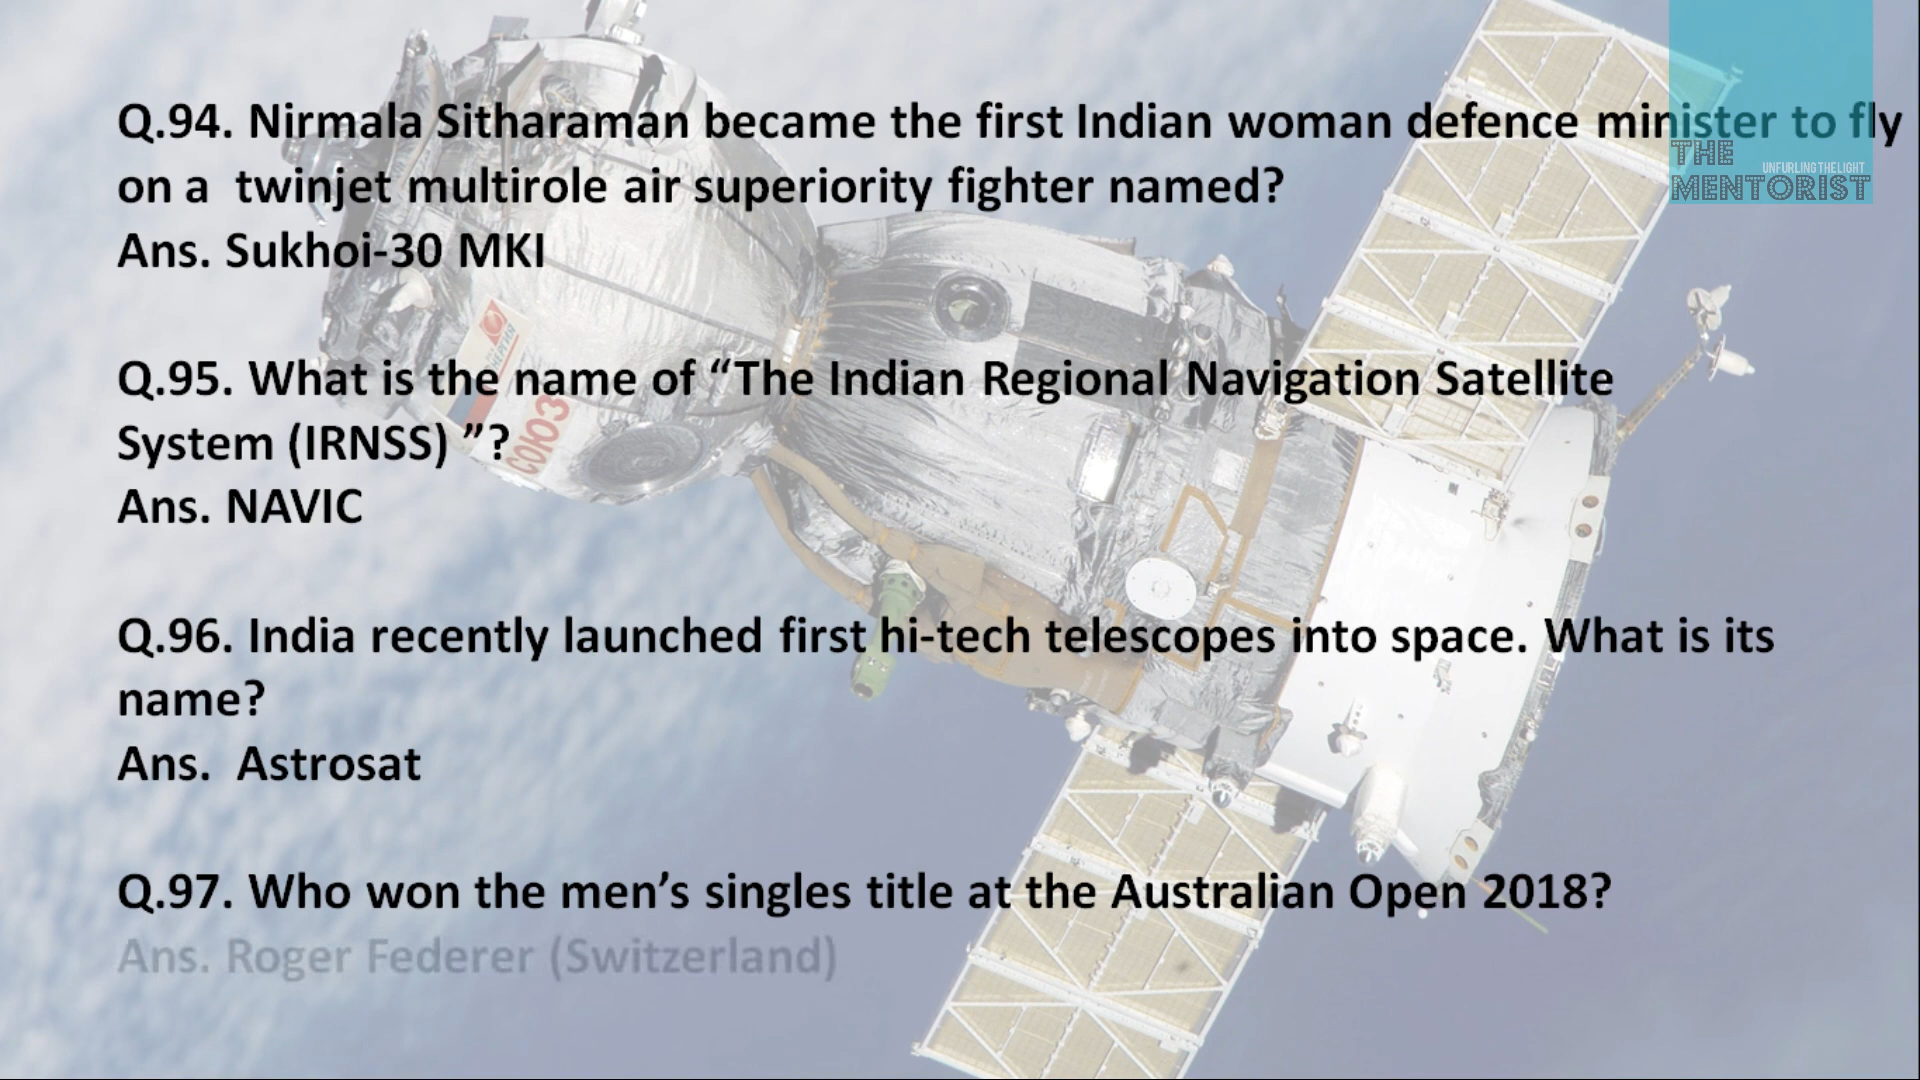 Q.94. Nirmala Sitharaman became the first Indian woman defence minister to fly
on a  twinjet multirole air superiority fighter named?
Ans. Sukhoi-30 MKI
Q.95. What is the name of “The Indian Regional Navigation Satellite
System (IRNSS) ”?
Ans. NAVIC
Q.96. India recently launched first hi-tech telescopes into space. What is its
name?
Ans.  Astrosat
Q.97. Who won the men’s singles title at the Australian Open 2018?
Ans. Roger Federer (Switzerland)
THE
UNFURLING THE LIGHT
MENTORIST
СОЮЗ